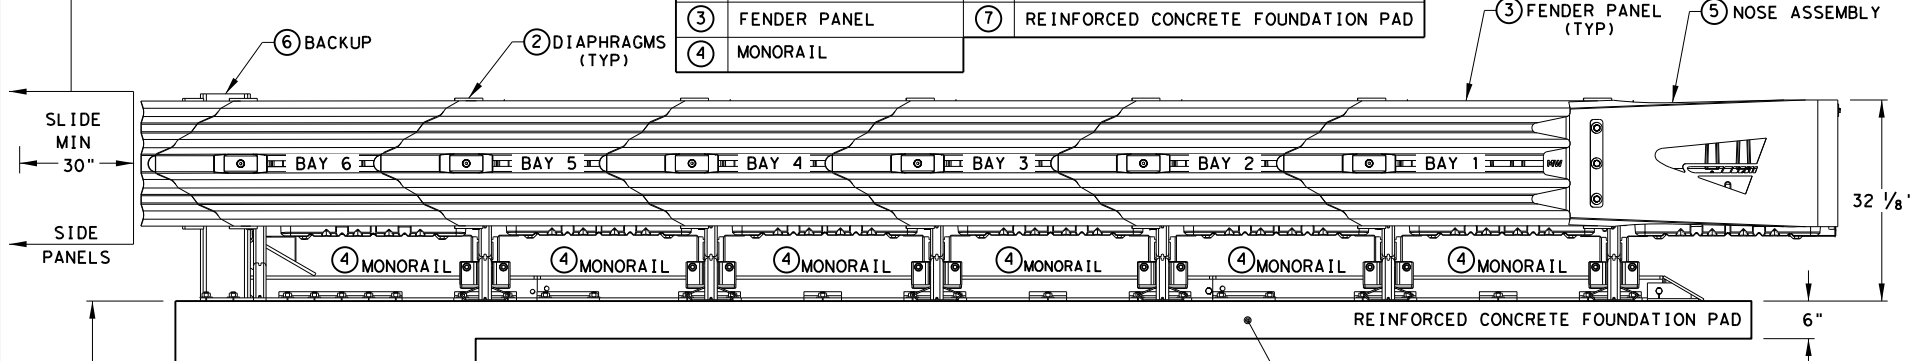 ③ FENDER PANEL
⑦ REINFORCED CONCRETE FOUNDATION PAD
④ MONORAIL
⑥ BACKUP
② DIAPHRAGMS
(TYP)
③ FENDER PANEL
(TYP)
⑤ NOSE ASSEMBLY
SLIDE
MIN
30"
SIDE
PANELS
BAY 6
BAY 5
BAY 4
BAY 3
BAY 2
BAY 1
32 ⅛"
④ MONORAIL
④ MONORAIL
④ MONORAIL
④ MONORAIL
④ MONORAIL
④ MONORAIL
REINFORCED CONCRETE FOUNDATION PAD
6"